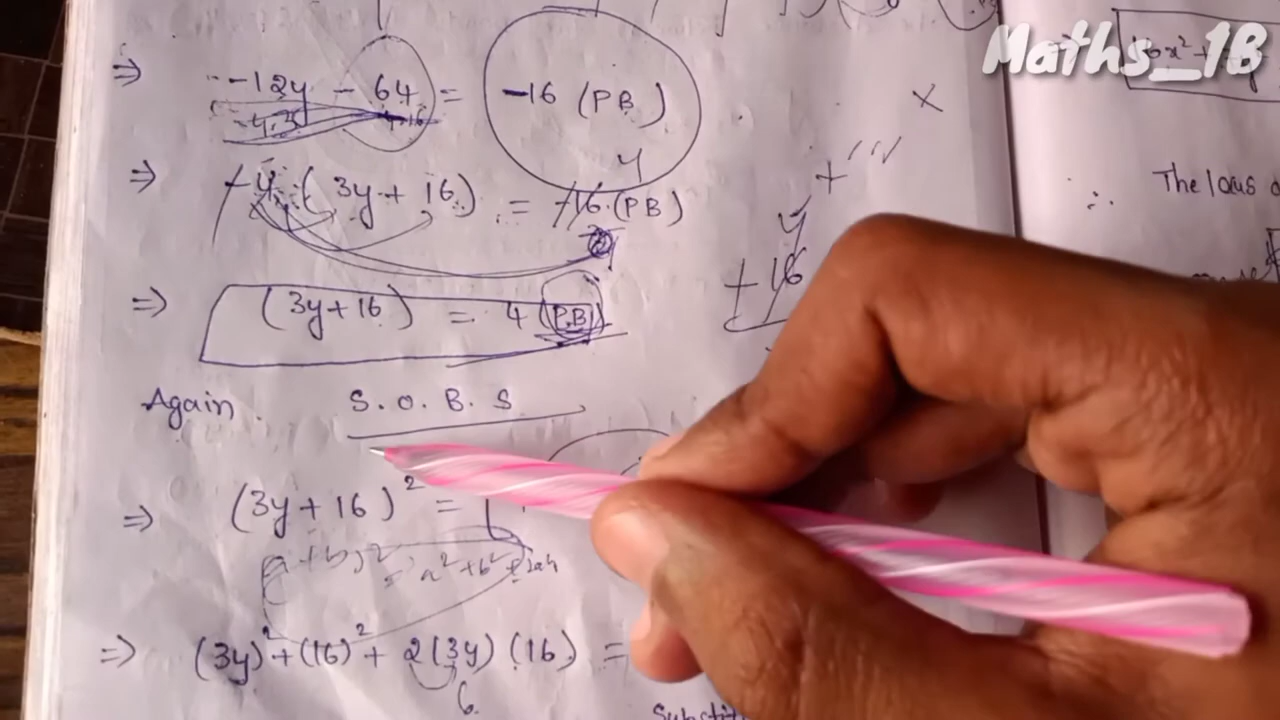 Maths_1B
⇒ -12y - 64 = -16 (PB)
⇒ -4 (3y + 16) = -16 (PB)
4
+ 16
⇒ (3y+16) = 4 (PB)
The locus
Again S.O.B.S
⇒ (3y + 16)² =
(a+b)² = a²+b²+2ab
⇒ (3y)² + (16)² + 2(3y) (16) =
6